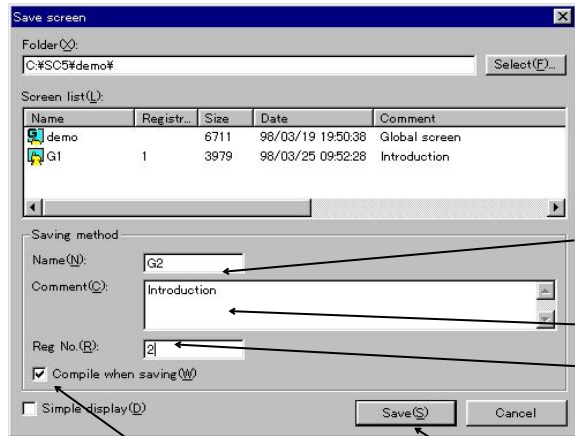 Save screen
Folder(X):
C:¥SC5¥demo¥ Select(F)...
Screen list(L):
Name Registr... Size Date Comment
demo 6711 98/03/19 19:50:38 Global screen
G1 1 3979 98/03/25 09:52:28 Introduction
Saving method
Name(N): G2
Comment(C): Introduction
Reg No.(R): 2
Compile when saving(W)
Simple display(D) Save(S) Cancel